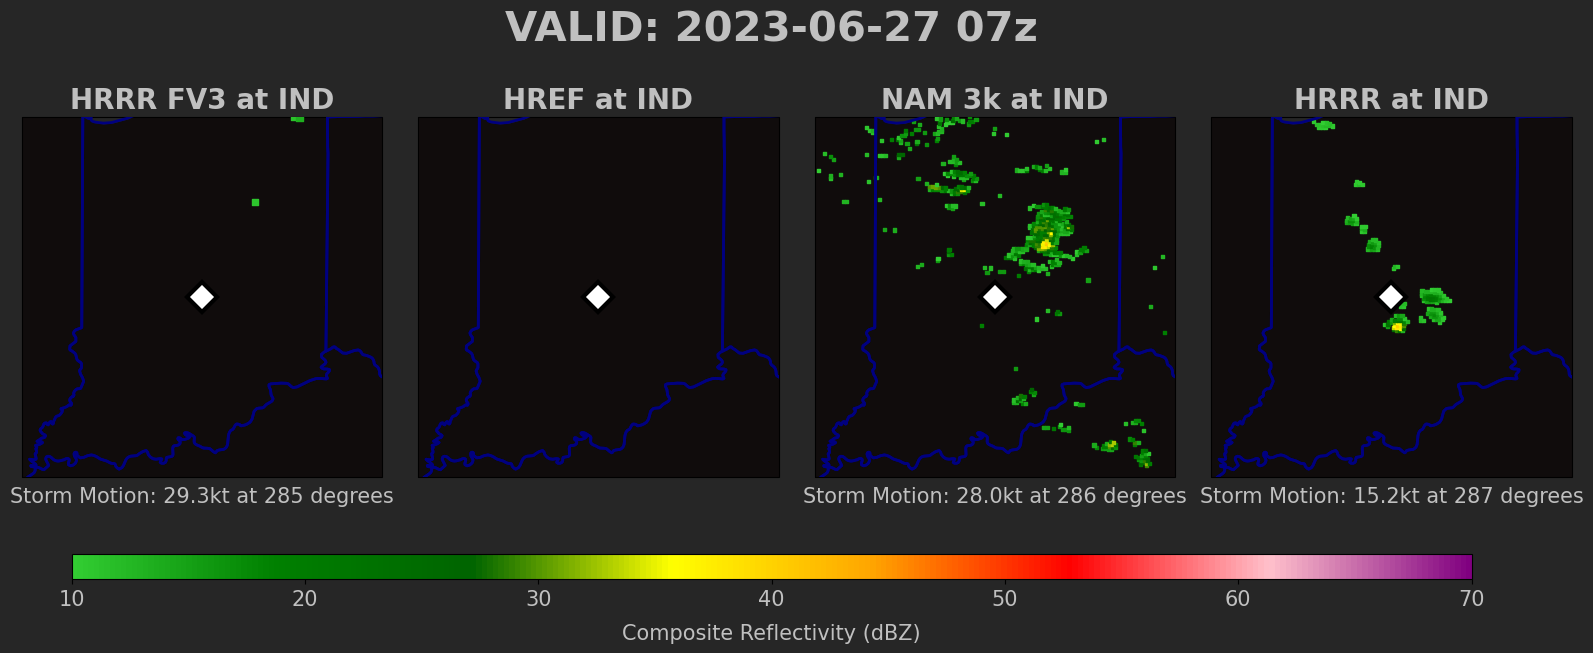 VALID: 2023-06-27 07z
HRRR FV3 at IND
HREF at IND
NAM 3k at IND
HRRR at IND
Storm Motion: 29.3kt at 285 degrees
Storm Motion: 28.0kt at 286 degrees
Storm Motion: 15.2kt at 287 degrees
10 20 30 40 50 60 70
Composite Reflectivity (dBZ)